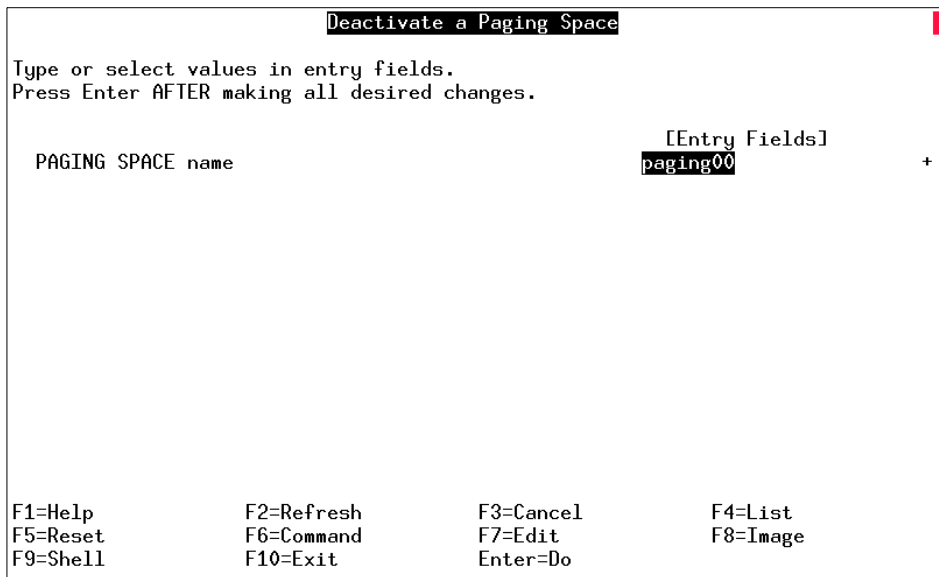 Deactivate a Paging Space
Type or select values in entry fields.
Press Enter AFTER making all desired changes.
[Entry Fields]
PAGING SPACE name paging00 +
F1=Help F2=Refresh F3=Cancel F4=List
F5=Reset F6=Command F7=Edit F8=Image
F9=Shell F10=Exit Enter=Do